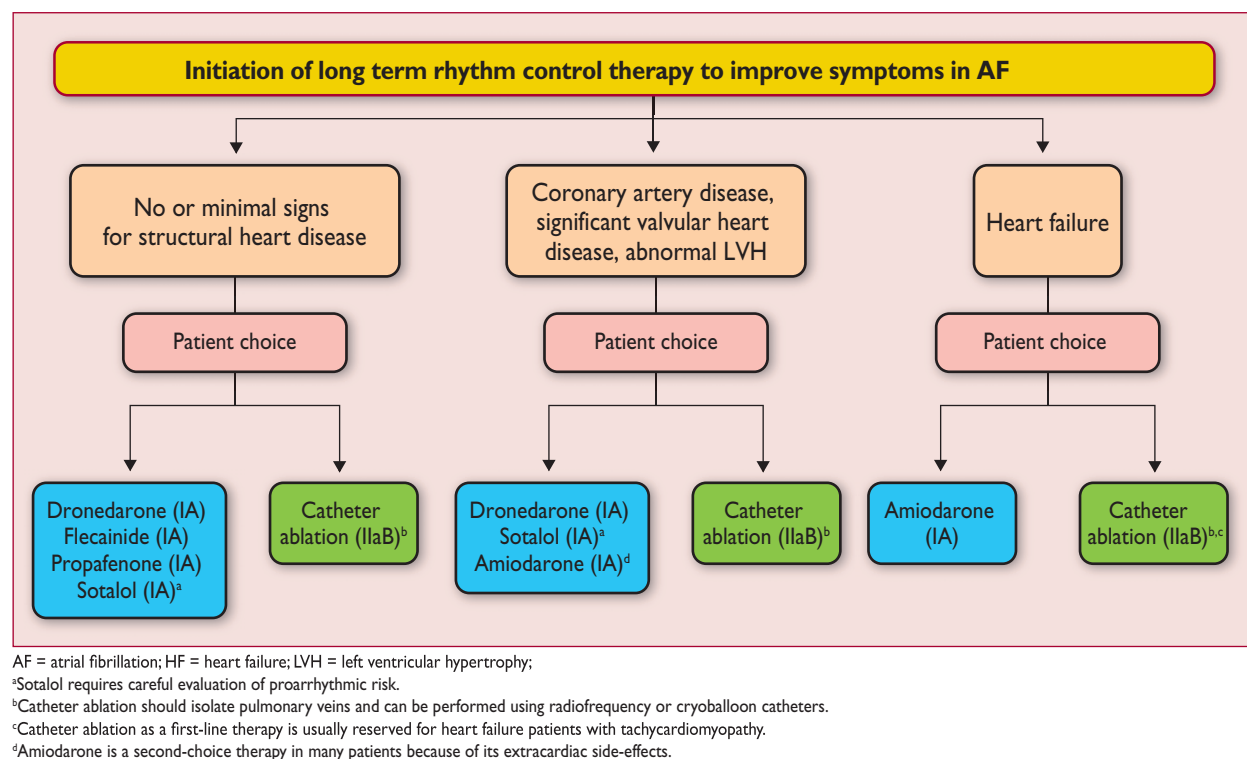 Initiation of long term rhythm control therapy to improve symptoms in AF
No or minimal signs
for structural heart disease
Coronary artery disease,
significant valvular heart
disease, abnormal LVH
Heart failure
Patient choice
Patient choice
Patient choice
Dronedarone (IA)
Flecainide (IA)
Propafenone (IA)
Sotalol (IA)ᵃ
Catheter
ablation (IIaB)ᵇ
Dronedarone (IA)
Sotalol (IA)ᵃ
Amiodarone (IA)ᵈ
Catheter
ablation (IIaB)ᵇ
Amiodarone
(IA)
Catheter
ablation (IIaB)ᵇ,ᶜ
AF = atrial fibrillation; HF = heart failure; LVH = left ventricular hypertrophy;
ᵃSotalol requires careful evaluation of proarrhythmic risk.
ᵇCatheter ablation should isolate pulmonary veins and can be performed using radiofrequency or cryoballoon catheters.
ᶜCatheter ablation as a first-line therapy is usually reserved for heart failure patients with tachycardiomyopathy.
ᵈAmiodarone is a second-choice therapy in many patients because of its extracardiac side-effects.